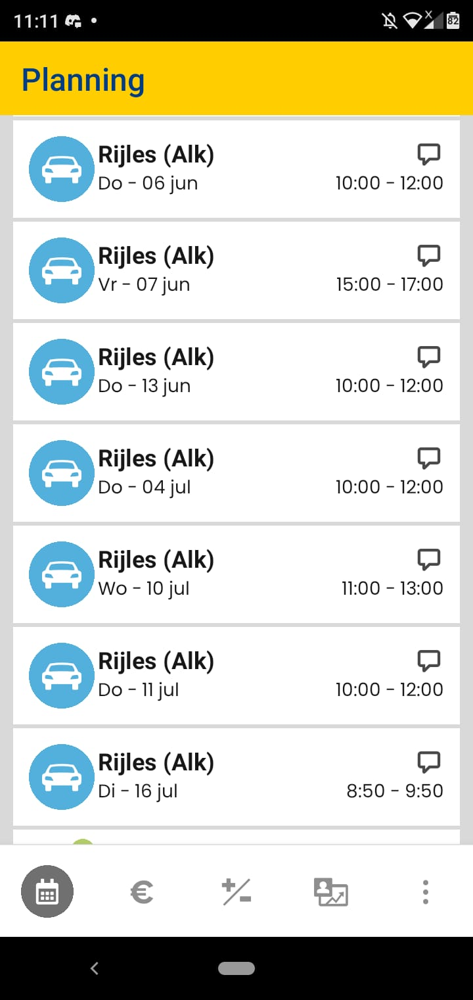 11:11
82
Planning
Rijles (Alk)
Do - 06 jun
10:00 - 12:00
Rijles (Alk)
Vr - 07 jun
15:00 - 17:00
Rijles (Alk)
Do - 13 jun
10:00 - 12:00
Rijles (Alk)
Do - 04 jul
10:00 - 12:00
Rijles (Alk)
Wo - 10 jul
11:00 - 13:00
Rijles (Alk)
Do - 11 jul
10:00 - 12:00
Rijles (Alk)
Di - 16 jul
8:50 - 9:50